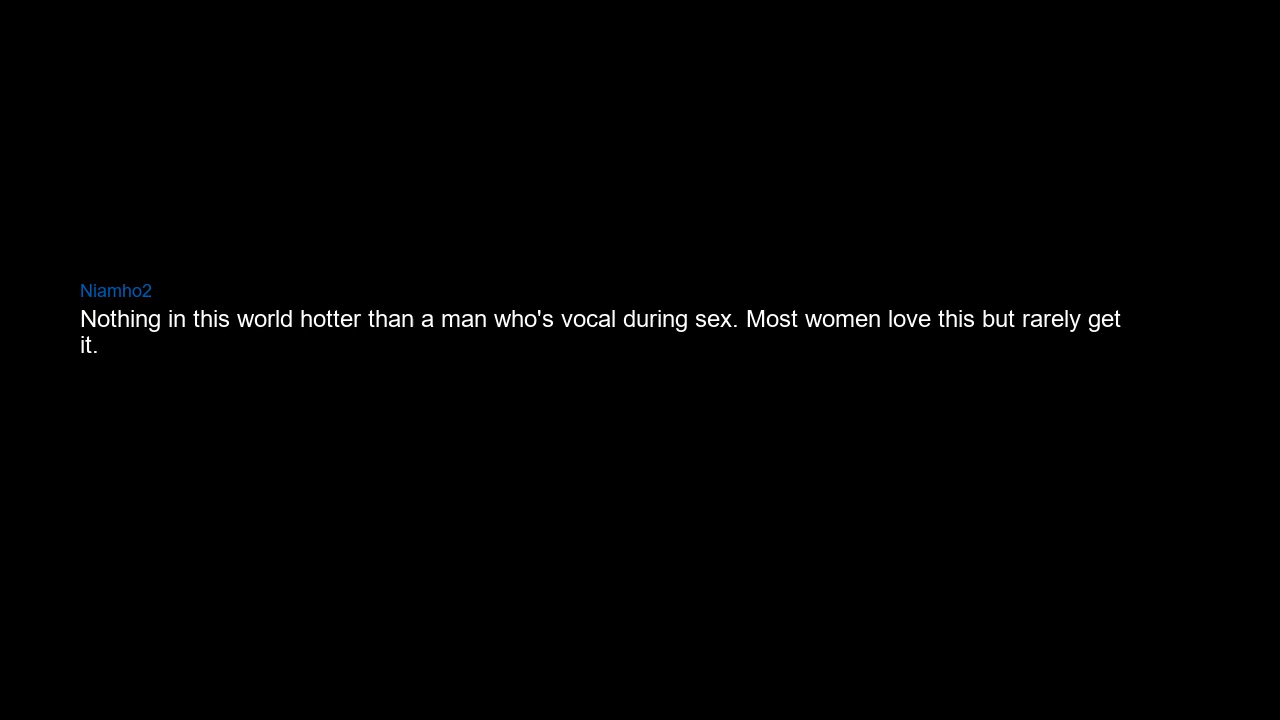 Niamho2
Nothing in this world hotter than a man who's vocal during sex. Most women love this but rarely get
it.